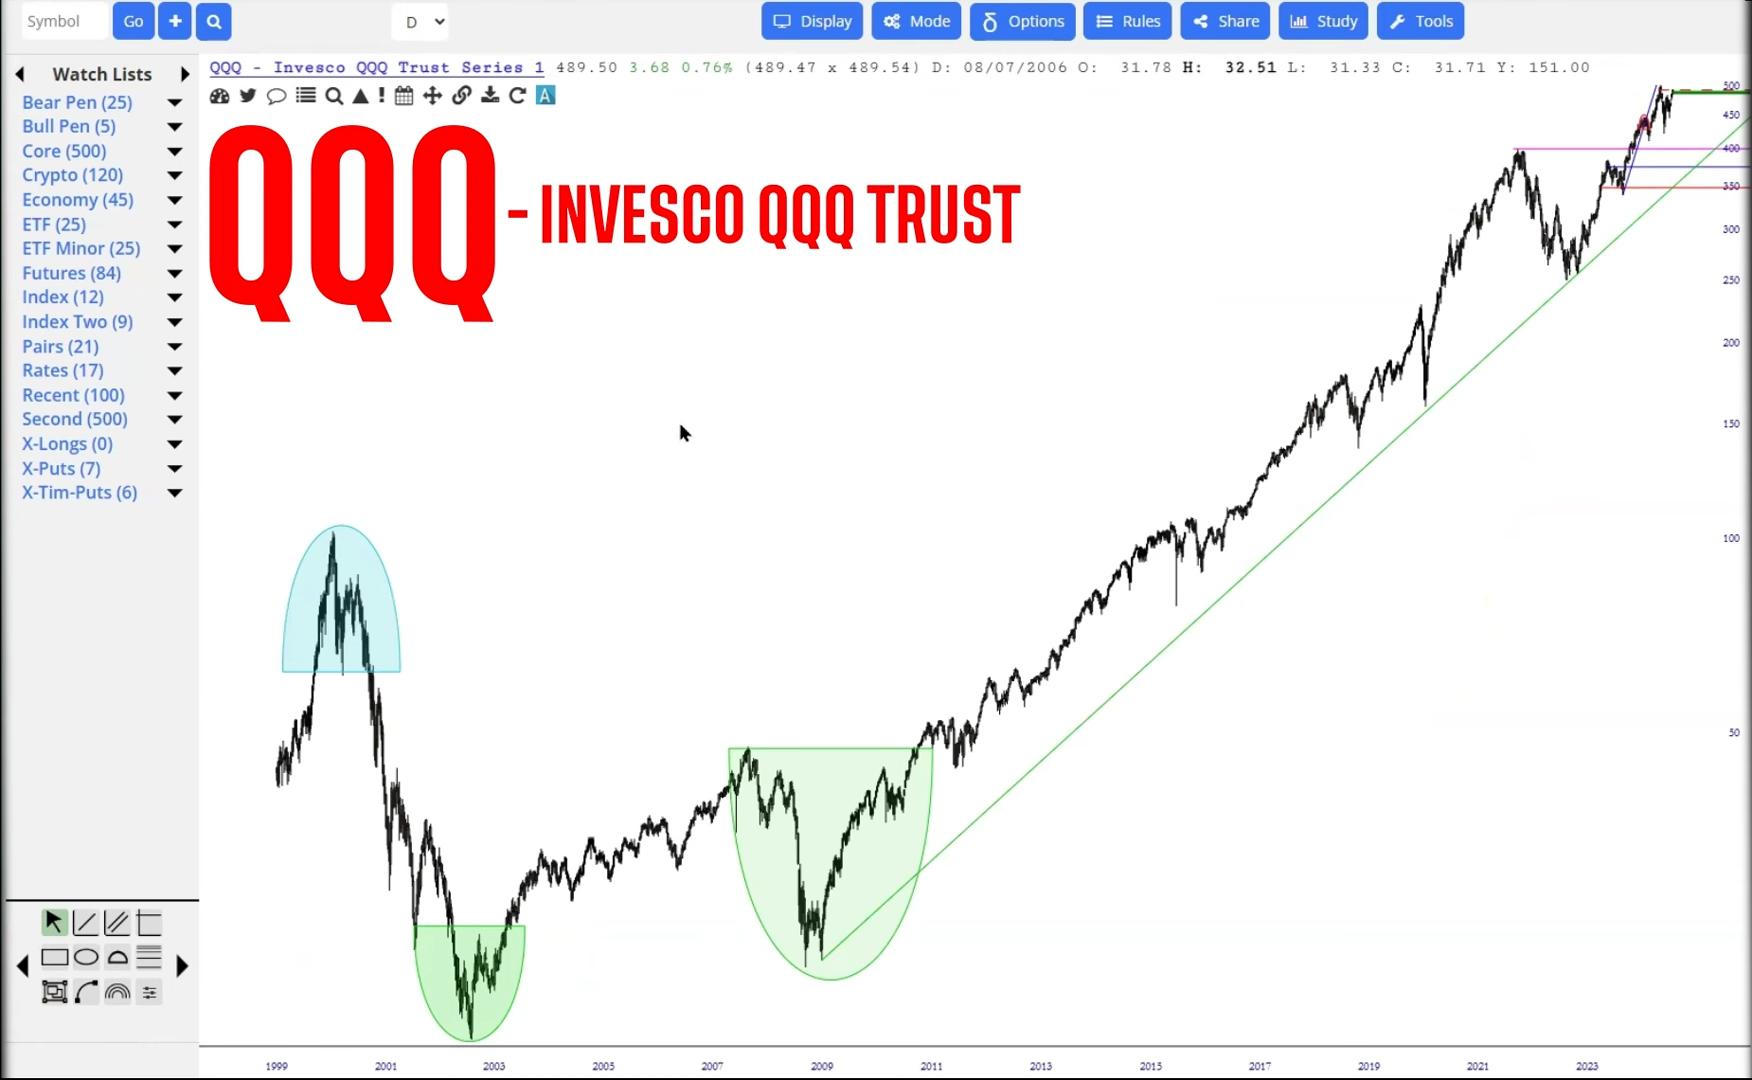 Symbol Go + D Display Mode Options Rules Share Study Tools
Watch Lists
QQQ - Invesco QQQ Trust Series 1 489.50 3.68 0.76% (489.47 x 489.54) D: 08/07/2006 O: 31.78 H: 32.51 L: 31.33 C: 31.71 Y: 151.00
Bear Pen (25)
Bull Pen (5)
Core (500)
Crypto (120)
Economy (45)
ETF (25)
ETF Minor (25)
Futures (84)
Index (12)
Index Two (9)
Pairs (21)
Rates (17)
Recent (100)
Second (500)
X-Longs (0)
X-Puts (7)
X-Tim-Puts (6)
A
QQQ - INVESCO QQQ TRUST
500
450
400
350
300
250
200
150
100
50
1999 2001 2003 2005 2007 2009 2011 2013 2015 2017 2019 2021 2023